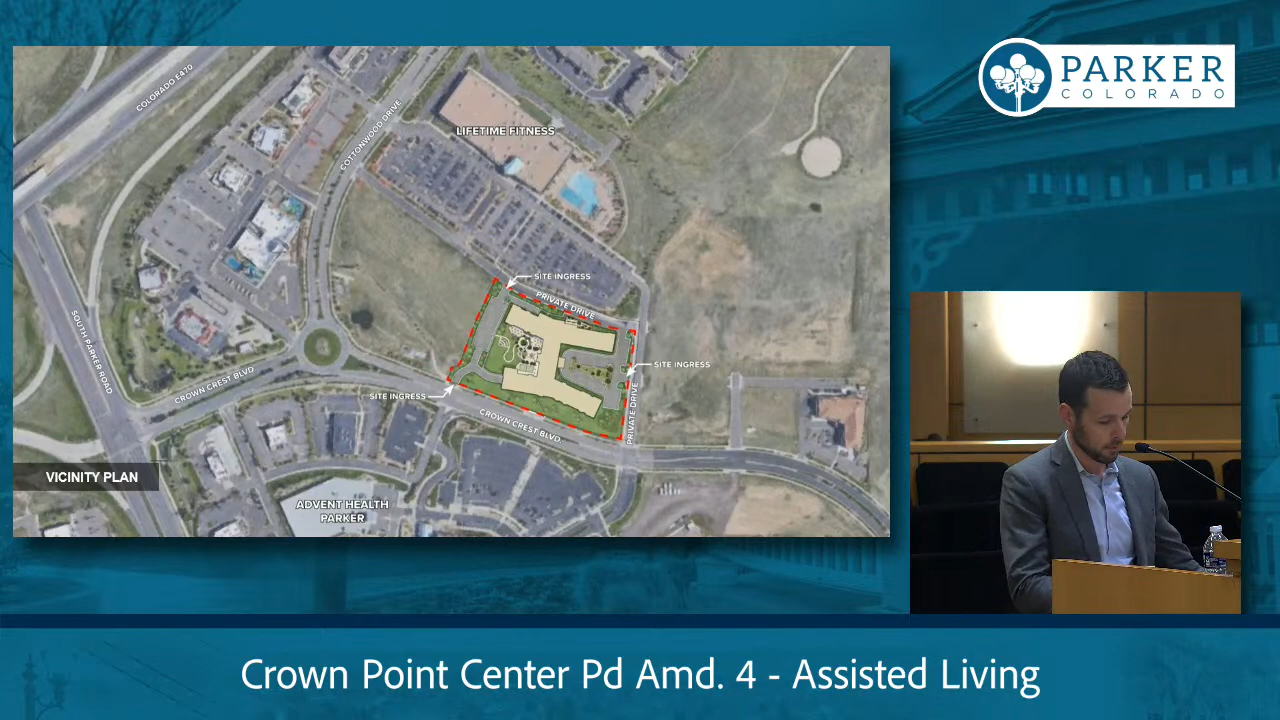 PARKER
COLORADO
COLORADO E470
COTTONWOOD DRIVE
LIFETIME FITNESS
SITE INGRESS
PRIVATE DRIVE
SITE INGRESS
PRIVATE DRIVE
SITE INGRESS
SOUTH PARKER ROAD
CROWN CREST BLVD
CROWN CREST BLVD.
VICINITY PLAN
ADVENT HEALTH
PARKER
Crown Point Center Pd Amd. 4 - Assisted Living